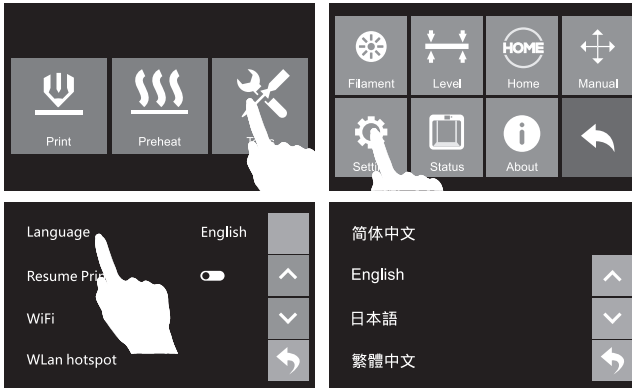 Print
Preheat
Filament
Level
HOME
Home
Manual
Status
About
Language English
Resume
WiFi
WLan hotspot
简体中文
English
日本語
繁體中文